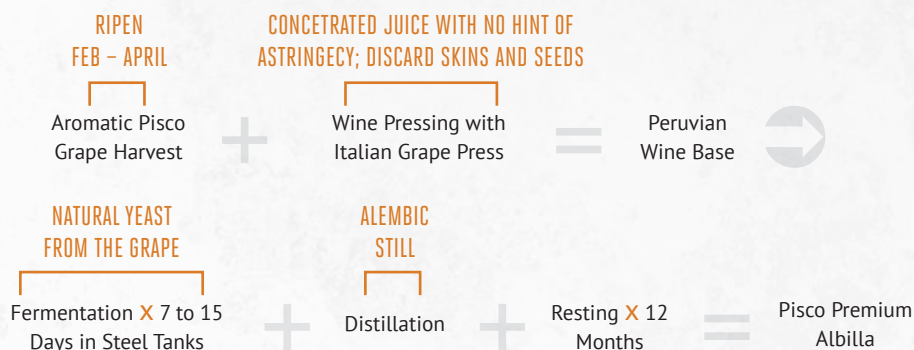 RIPEN
FEB – APRIL
CONCETRATED JUICE WITH NO HINT OF
ASTRINGECY; DISCARD SKINS AND SEEDS
Aromatic Pisco
Grape Harvest
+
Wine Pressing with
Italian Grape Press
=
Peruvian
Wine Base
NATURAL YEAST
FROM THE GRAPE
ALEMBIC
STILL
Fermentation X 7 to 15
Days in Steel Tanks
+
Distillation
+
Resting X 12
Months
=
Pisco Premium
Albilla